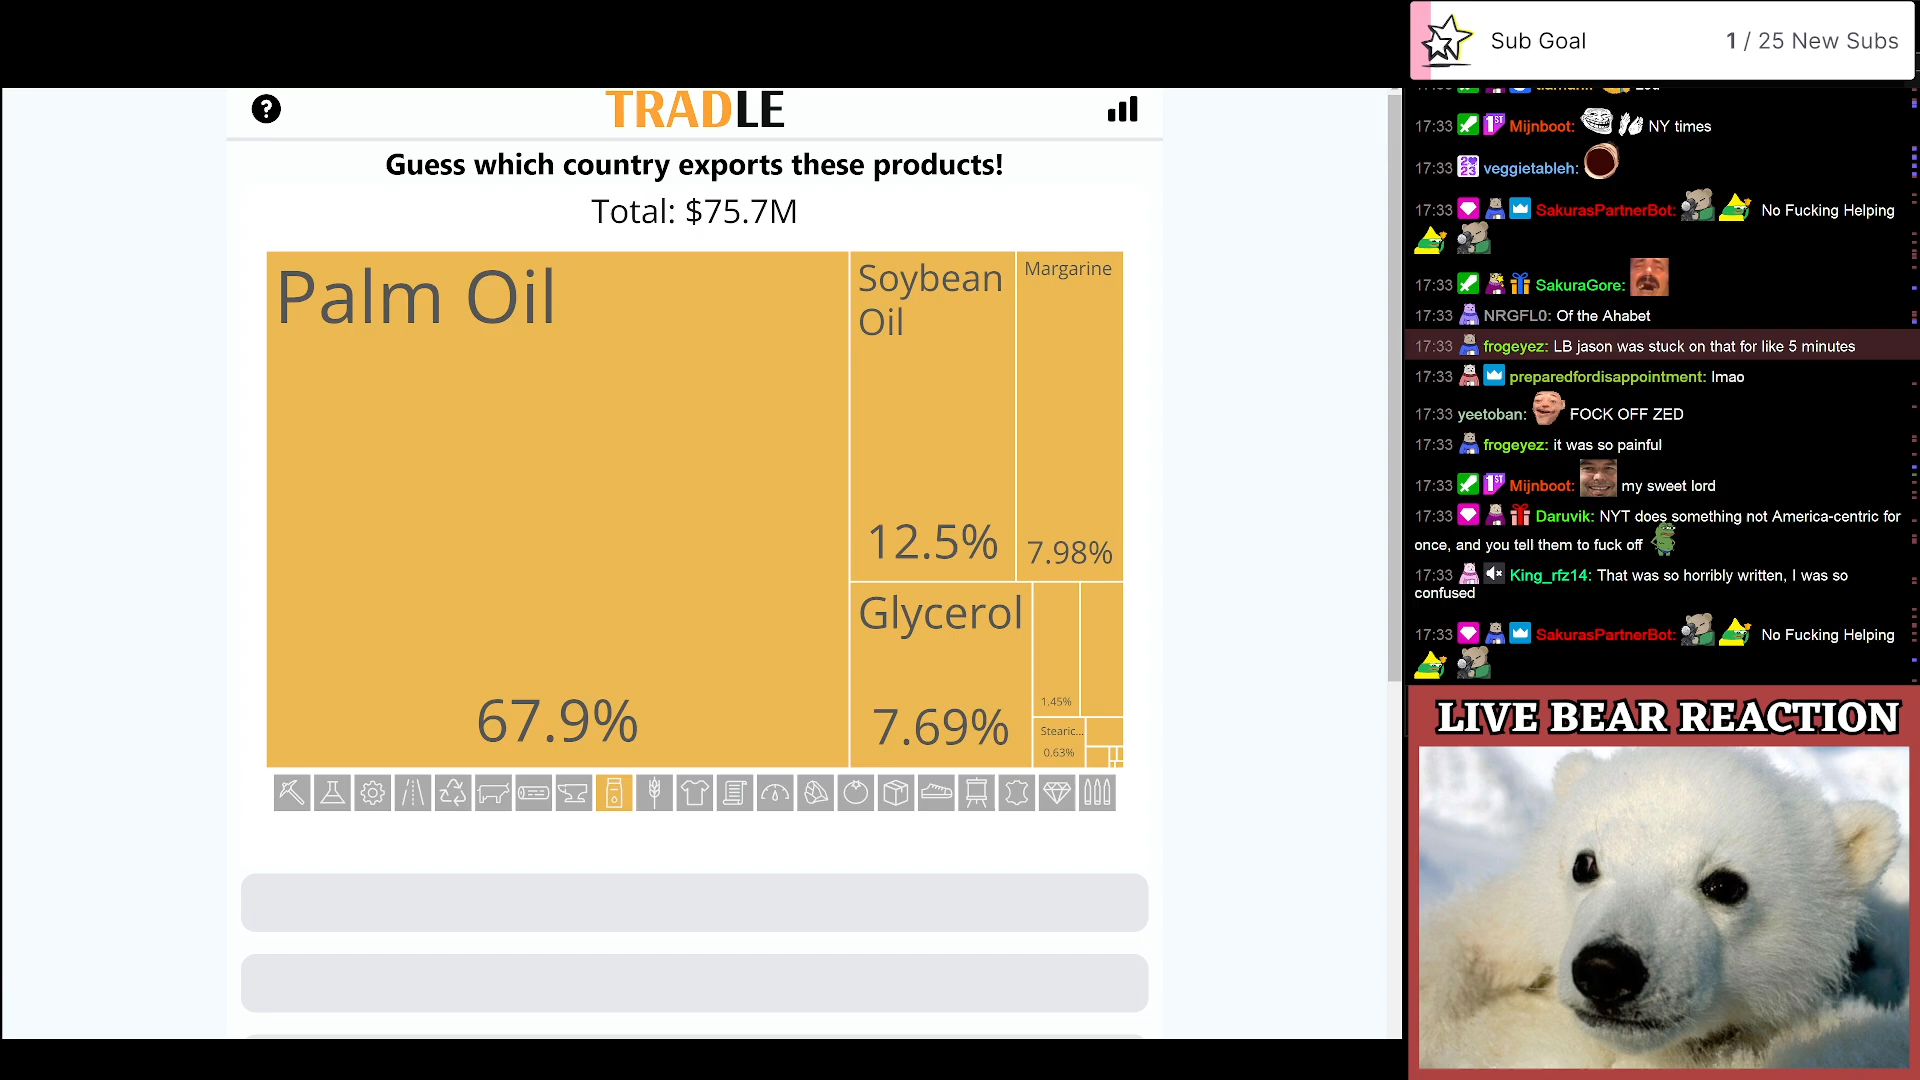 TRADLE
Guess which country exports these products!
Total: $75.7M
Palm Oil
67.9%
Soybean
Oil
12.5%
Margarine
7.98%
Glycerol
7.69%
1.45%
Stearic...
0.63%
Sub Goal
1 / 25 New Subs
17:33 Mijnboot: NY times
17:33 veggietableh:
17:33 SakurasPartnerBot: No Fucking Helping
17:33 SakuraGore:
17:33 NRGFL0: Of the Ahabet
17:33 frogeyez: LB jason was stuck on that for like 5 minutes
17:33 preparedfordisappointment: lmao
17:33 yeetoban: FOCK OFF ZED
17:33 frogeyez: it was so painful
17:33 Mijnboot: my sweet lord
17:33 Daruvik: NYT does something not America-centric for
once, and you tell them to fuck off
17:33 King_rfz14: That was so horribly written, I was so
confused
17:33 SakurasPartnerBot: No Fucking Helping
LIVE BEAR REACTION